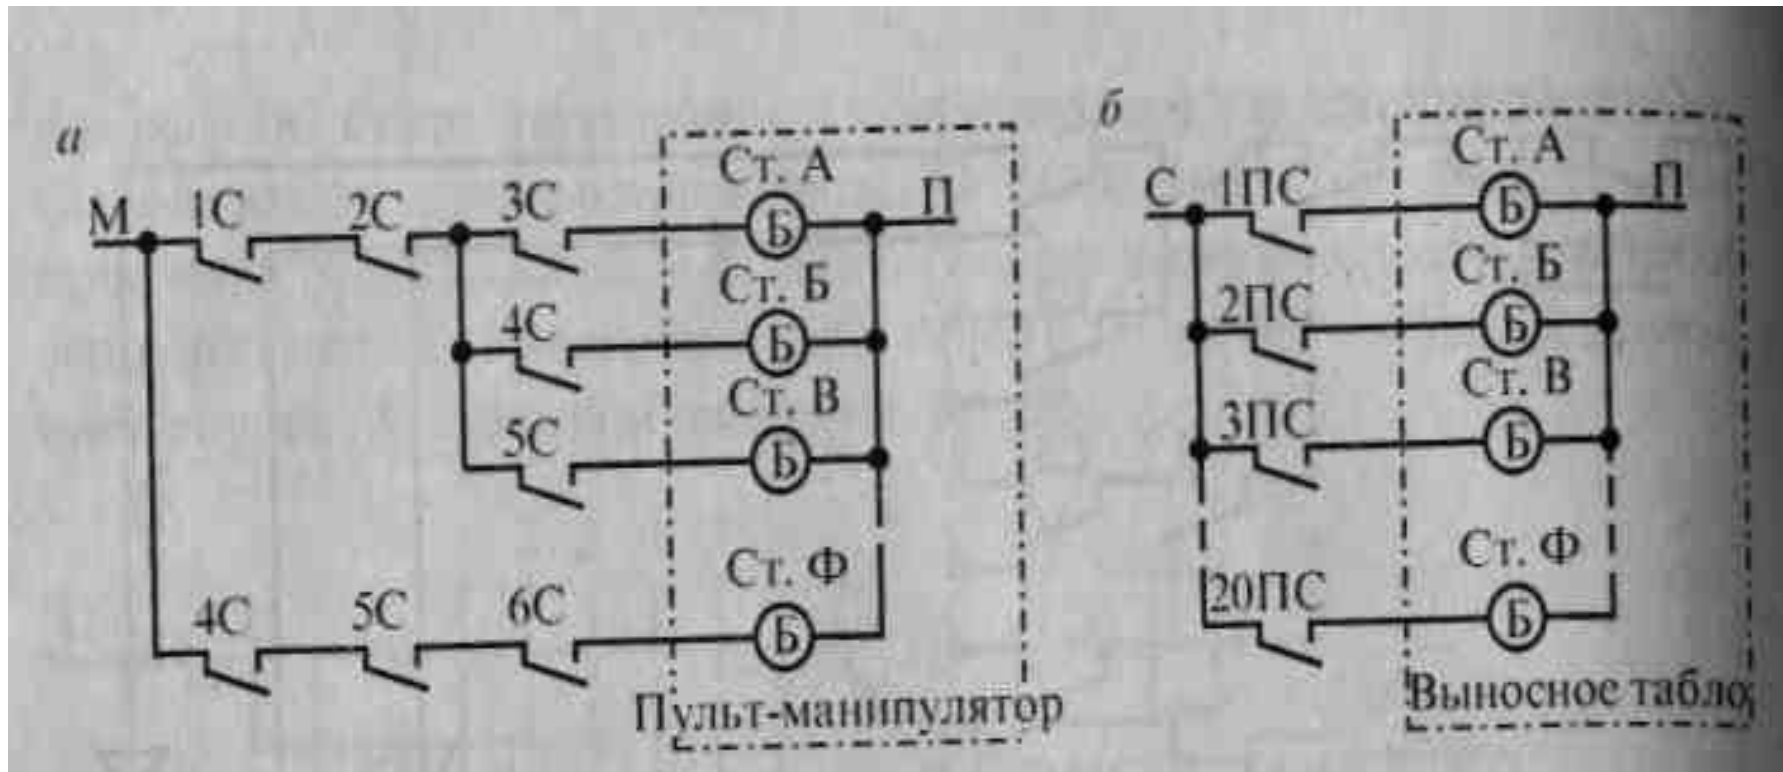 а
М 1С 2С 3С Ст. А Б П
4С Ст. Б Б
5С Ст. В Б
4С 5С 6С Ст. Ф Б
Пульт-манипулятор
б
С 1ПС Ст. А Б П
2ПС Ст. Б Б
3ПС Ст. В Б
20ПС Ст. Ф Б
Выносное табло